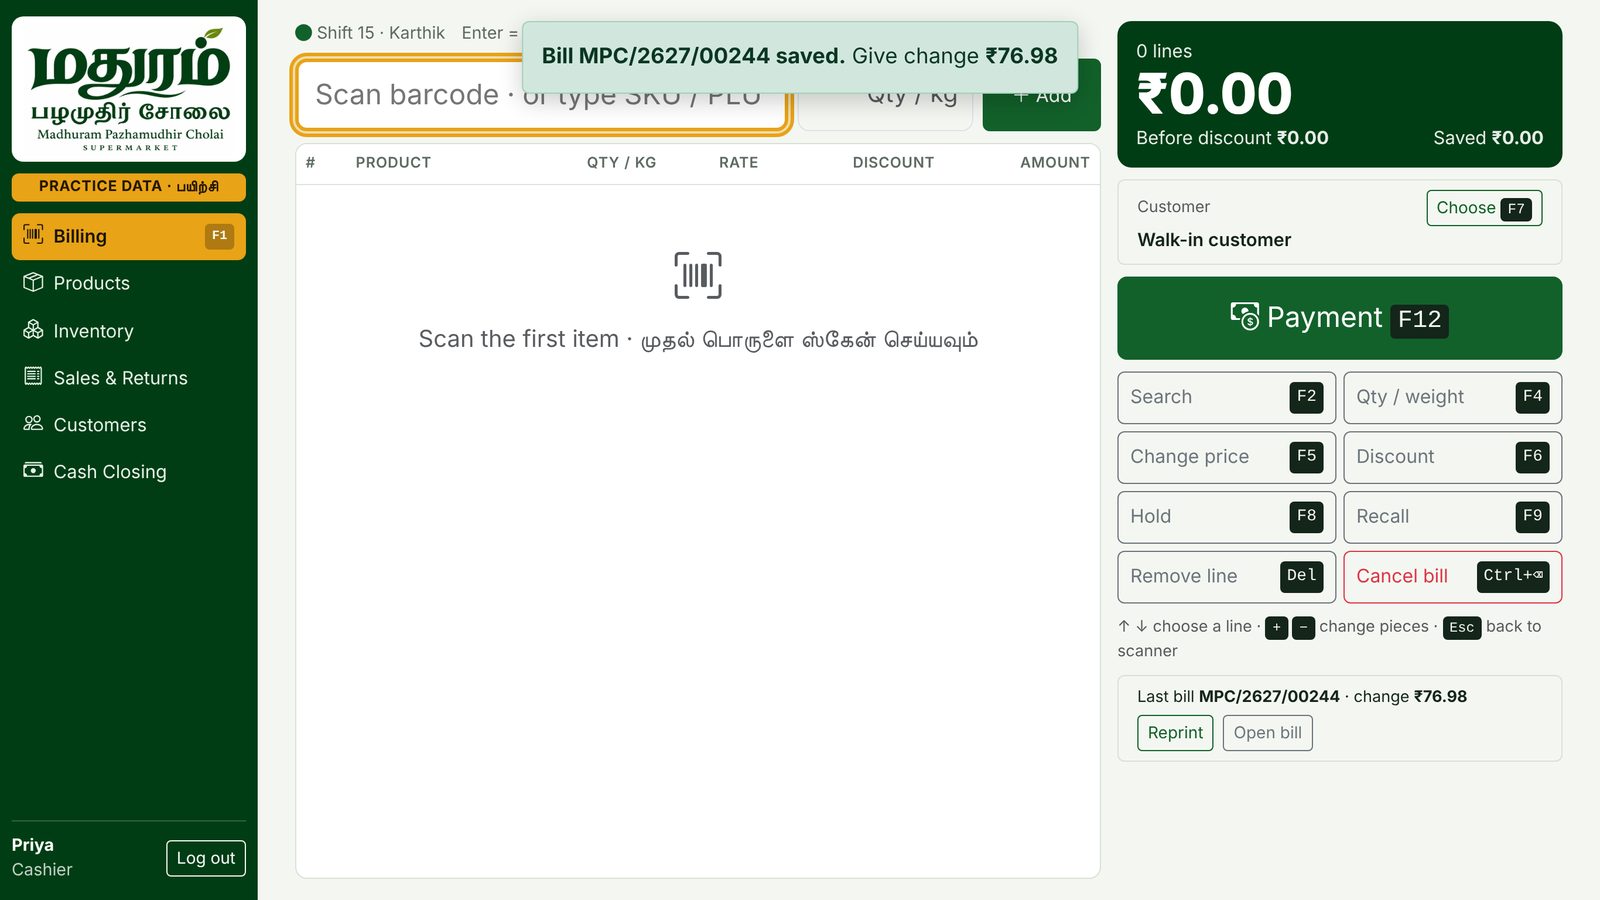 மதுரம்
பழமுதிர் சோலை
Madhuram Pazhamudhir Cholai
SUPERMARKET
PRACTICE DATA · பயிற்சி
Billing F1
Products
Inventory
Sales & Returns
Customers
Cash Closing
Priya
Cashier
Log out
Shift 15 · Karthik Enter =
Bill MPC/2627/00244 saved. Give change ₹76.98
Scan barcode · or type SKU / PLU
Qty / kg
+ Add
# PRODUCT QTY / KG RATE DISCOUNT AMOUNT
Scan the first item · முதல் பொருளை ஸ்கேன் செய்யவும்
0 lines
₹0.00
Before discount ₹0.00 Saved ₹0.00
Customer
Choose F7
Walk-in customer
Payment F12
Search F2 Qty / weight F4
Change price F5 Discount F6
Hold F8 Recall F9
Remove line Del Cancel bill Ctrl+⌫
↑ ↓ choose a line · + − change pieces · Esc back to
scanner
Last bill MPC/2627/00244 · change ₹76.98
Reprint Open bill